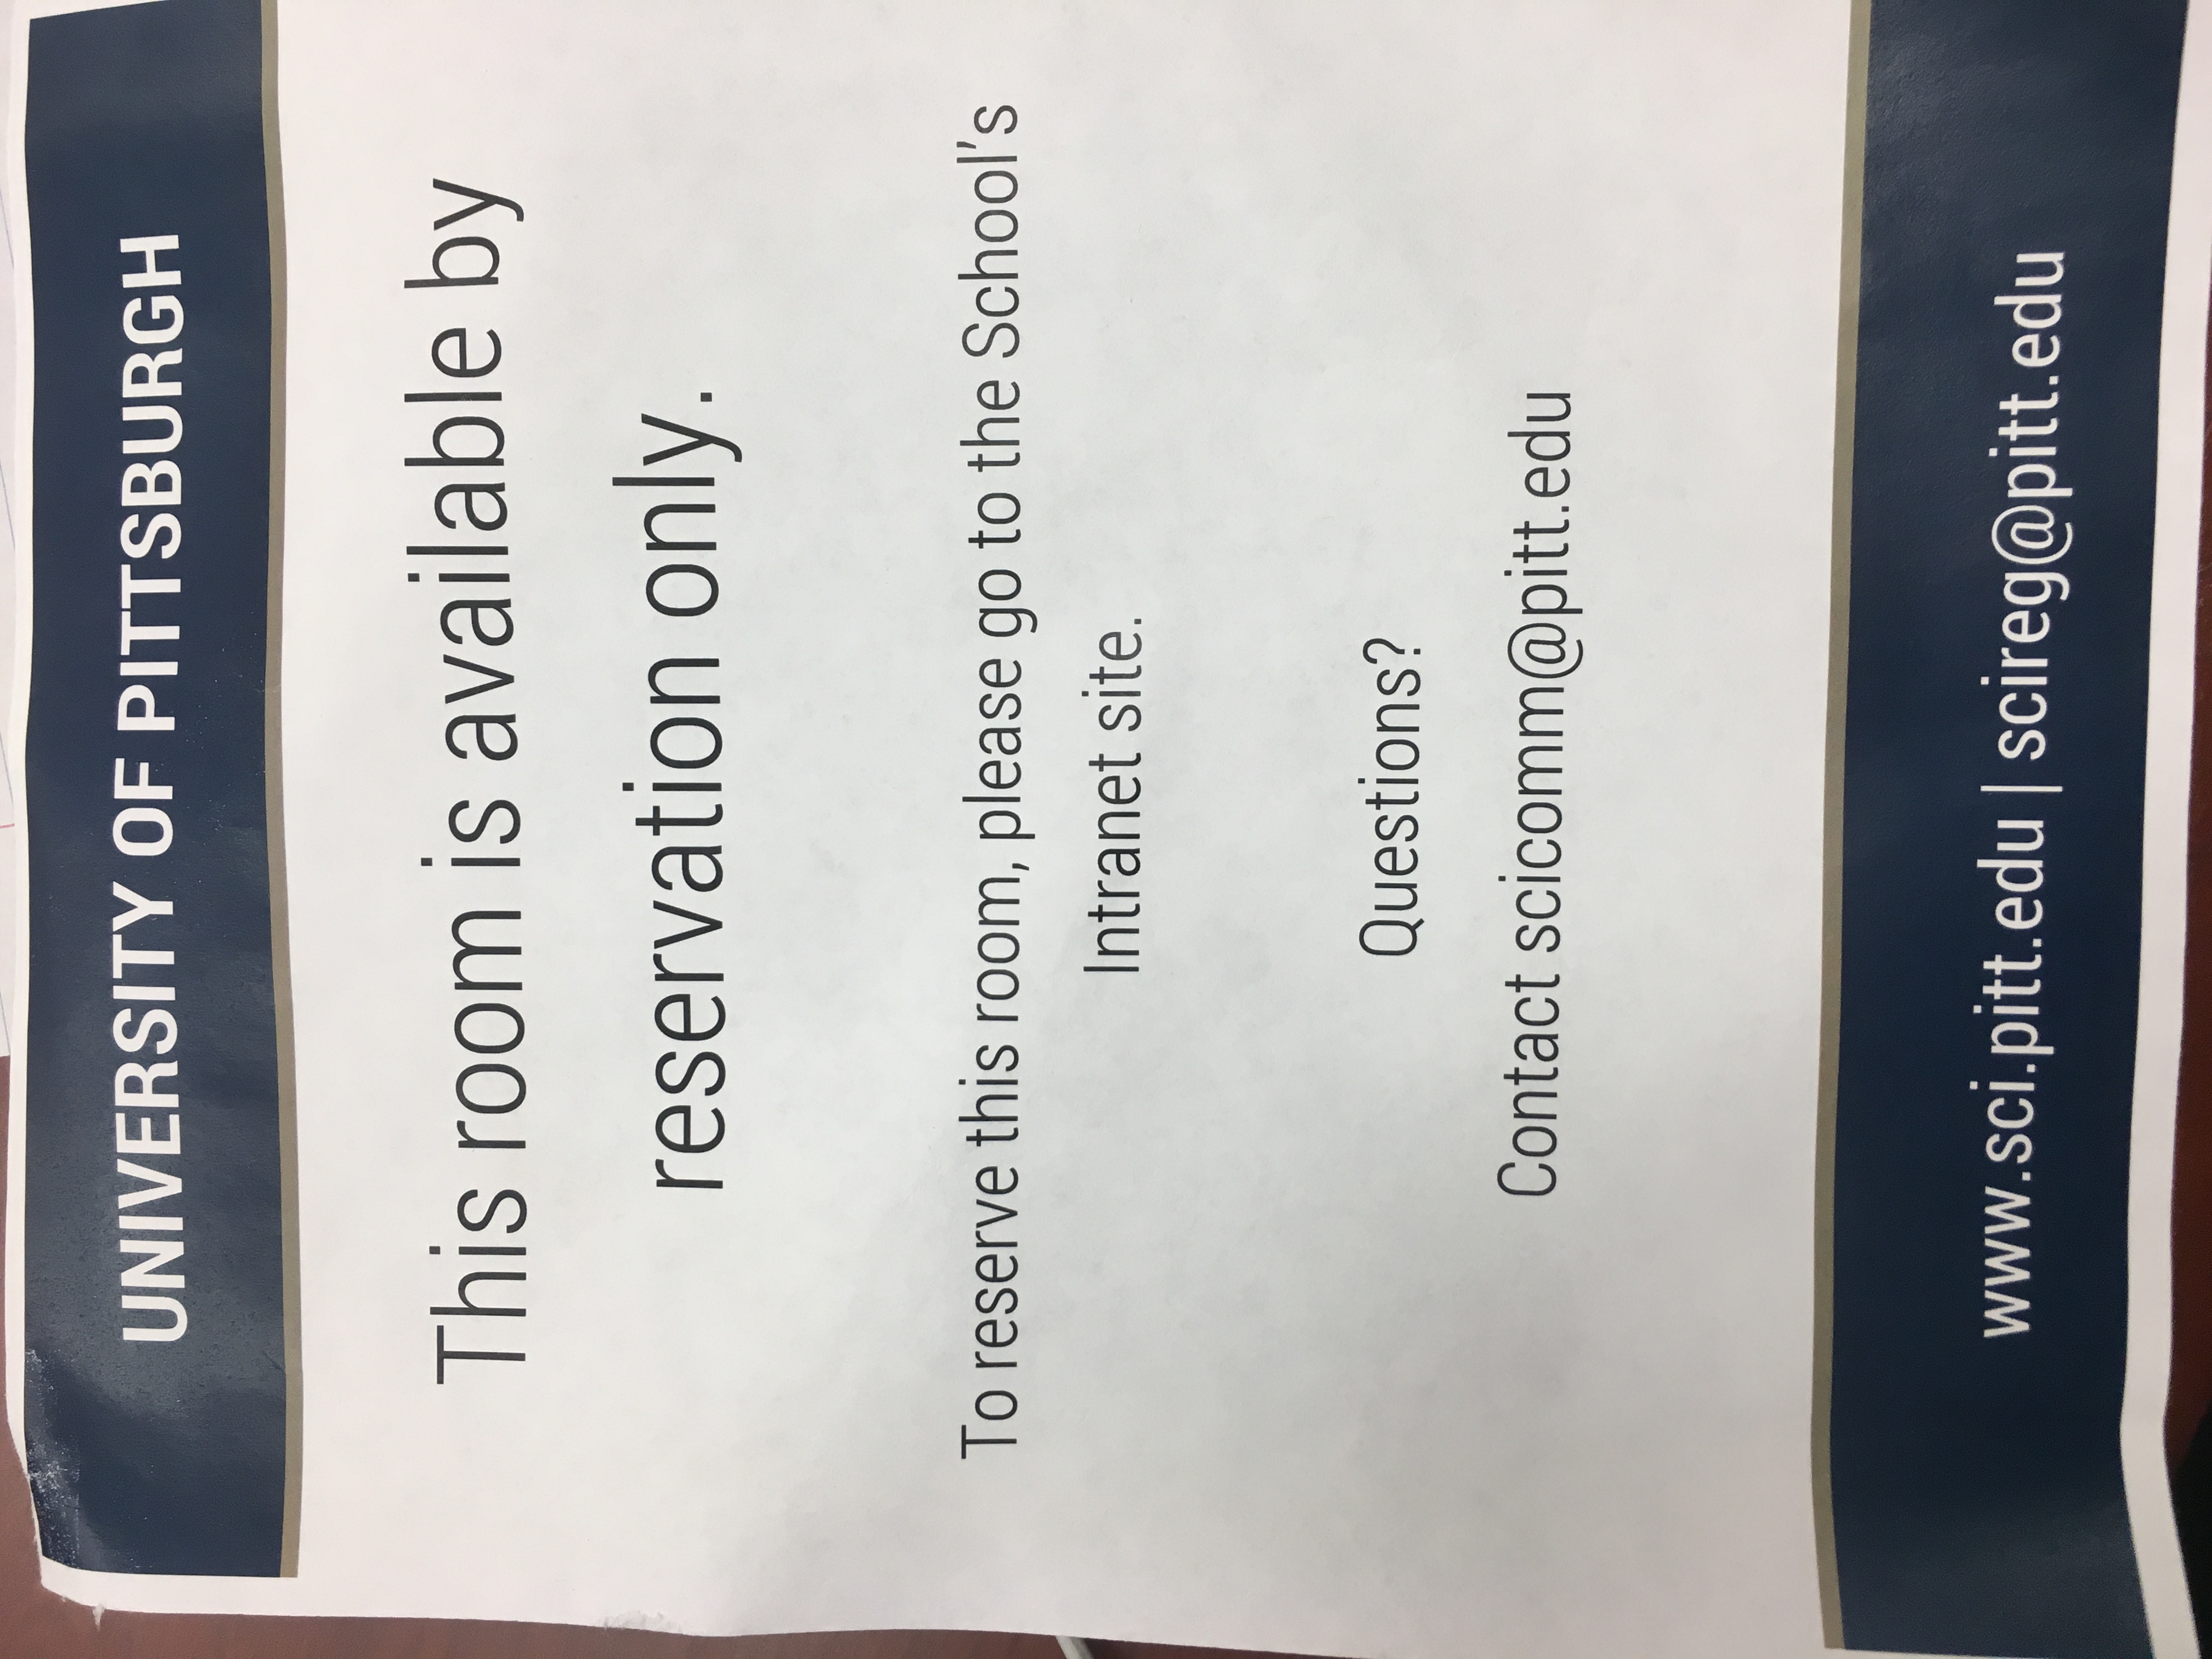 UNIVERSITY OF PITTSBURGH
This room is available by
reservation only.
To reserve this room, please go to the School's
Intranet site.
Questions?
Contact scicomm@pitt.edu
www.sci.pitt.edu | scireg@pitt.edu